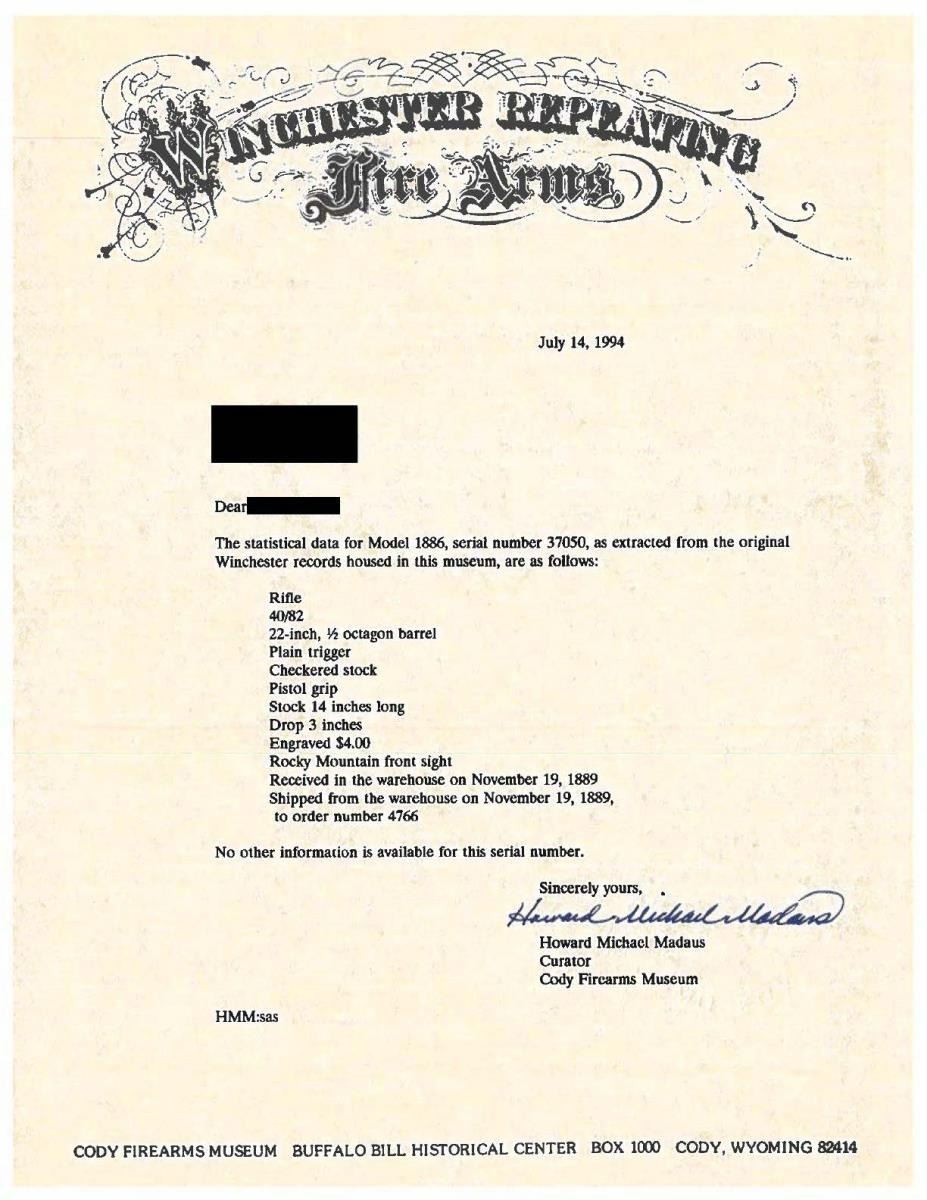 WINCHESTER REPEATING
Fire Arms,
July 14, 1994
Dear
The statistical data for Model 1886, serial number 37050, as extracted from the original
Winchester records housed in this museum, are as follows:
Rifle
40/82
22-inch, ½ octagon barrel
Plain trigger
Checkered stock
Pistol grip
Stock 14 inches long
Drop 3 inches
Engraved $4.00
Rocky Mountain front sight
Received in the warehouse on November 19, 1889
Shipped from the warehouse on November 19, 1889,
to order number 4766
No other information is available for this serial number.
Sincerely yours,
Howard Michael Madaus
Howard Michael Madaus
Curator
Cody Firearms Museum
HMM:sas
CODY FIREARMS MUSEUM BUFFALO BILL HISTORICAL CENTER BOX 1000 CODY, WYOMING 82414